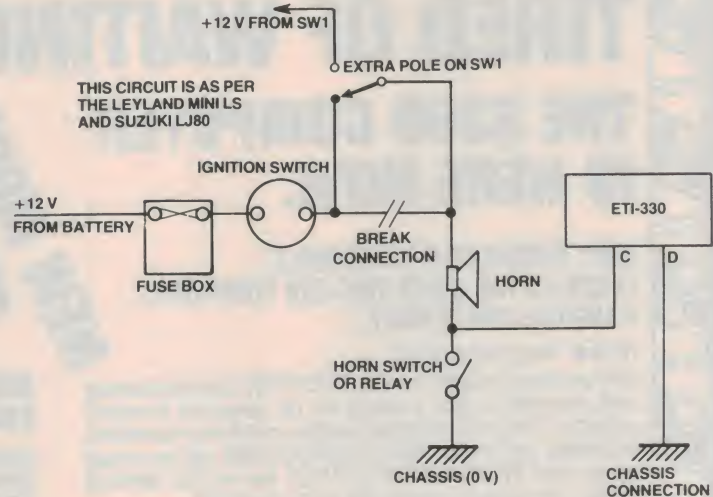 +12 V FROM SW1
EXTRA POLE ON SW1
THIS CIRCUIT IS AS PER
THE LEYLAND MINI LS
AND SUZUKI LJ80
IGNITION SWITCH
+12 V
FROM BATTERY
ETI-330
BREAK
CONNECTION
C D
FUSE BOX
HORN
HORN SWITCH
OR RELAY
CHASSIS (0 V)
CHASSIS
CONNECTION